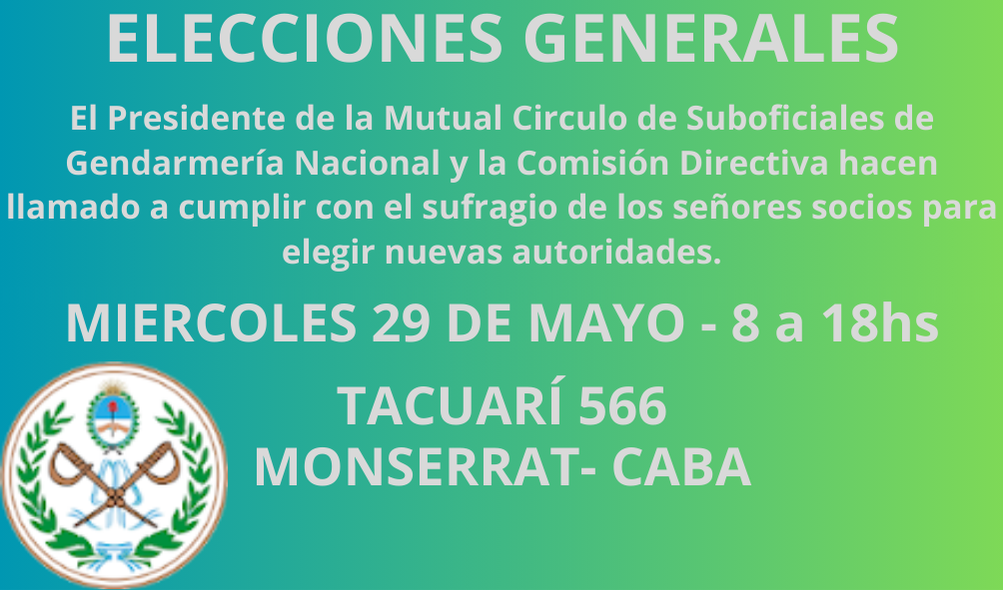 ELECCIONES GENERALES
El Presidente de la Mutual Circulo de Suboficiales de
Gendarmería Nacional y la Comisión Directiva hacen
llamado a cumplir con el sufragio de los señores socios para
elegir nuevas autoridades.
MIERCOLES 29 DE MAYO - 8 a 18hs
TACUARÍ 566
MONSERRAT- CABA